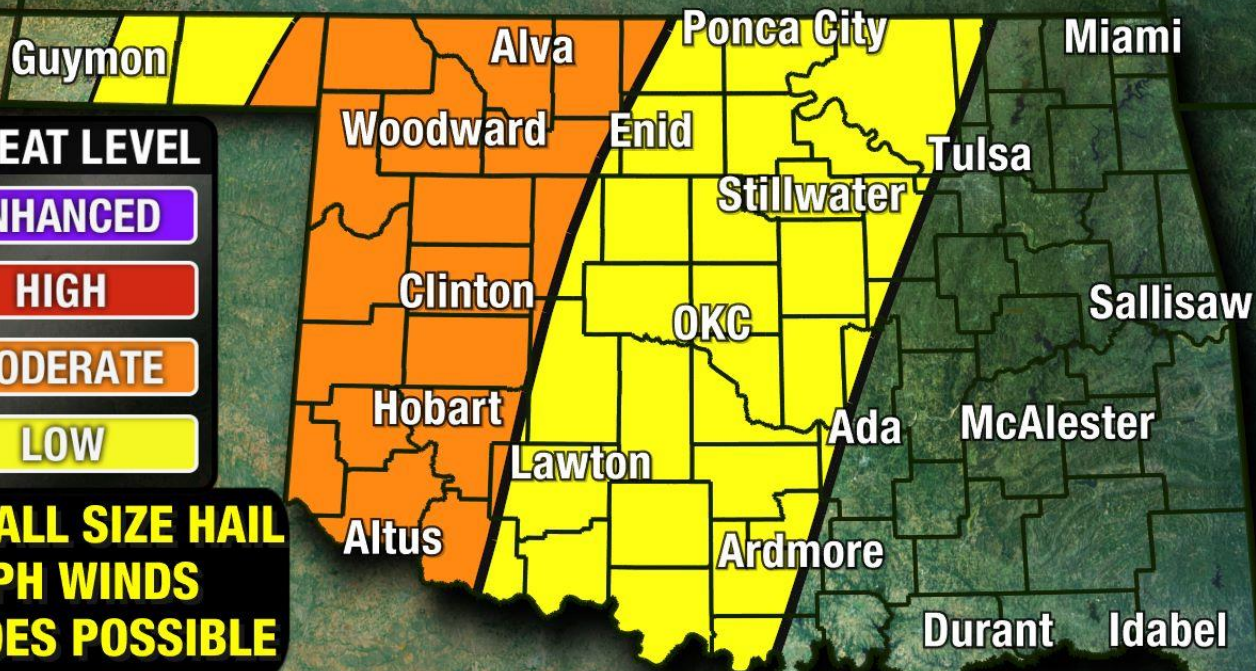 Ponca City
Alva
Miami
Guymon
Woodward
Enid
Tulsa
Stillwater
Clinton
OKC
Sallisaw
Hobart
Ada
McAlester
Lawton
Altus
Ardmore
Durant
Idabel
EAT LEVEL
NHANCED
HIGH
ODERATE
LOW
ALL SIZE HAIL
PH WINDS
DES POSSIBLE